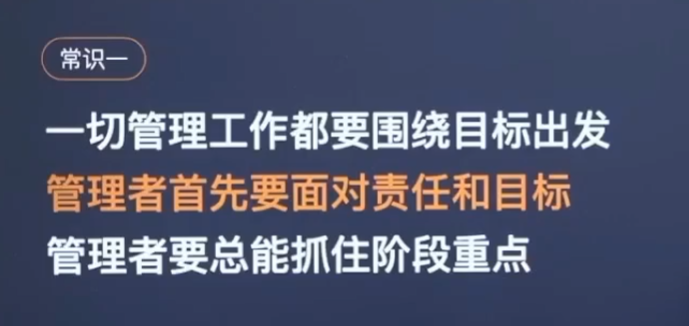 常识一
一切管理工作都要围绕目标出发
管理者首先要面对责任和目标
管理者要总能抓住阶段重点